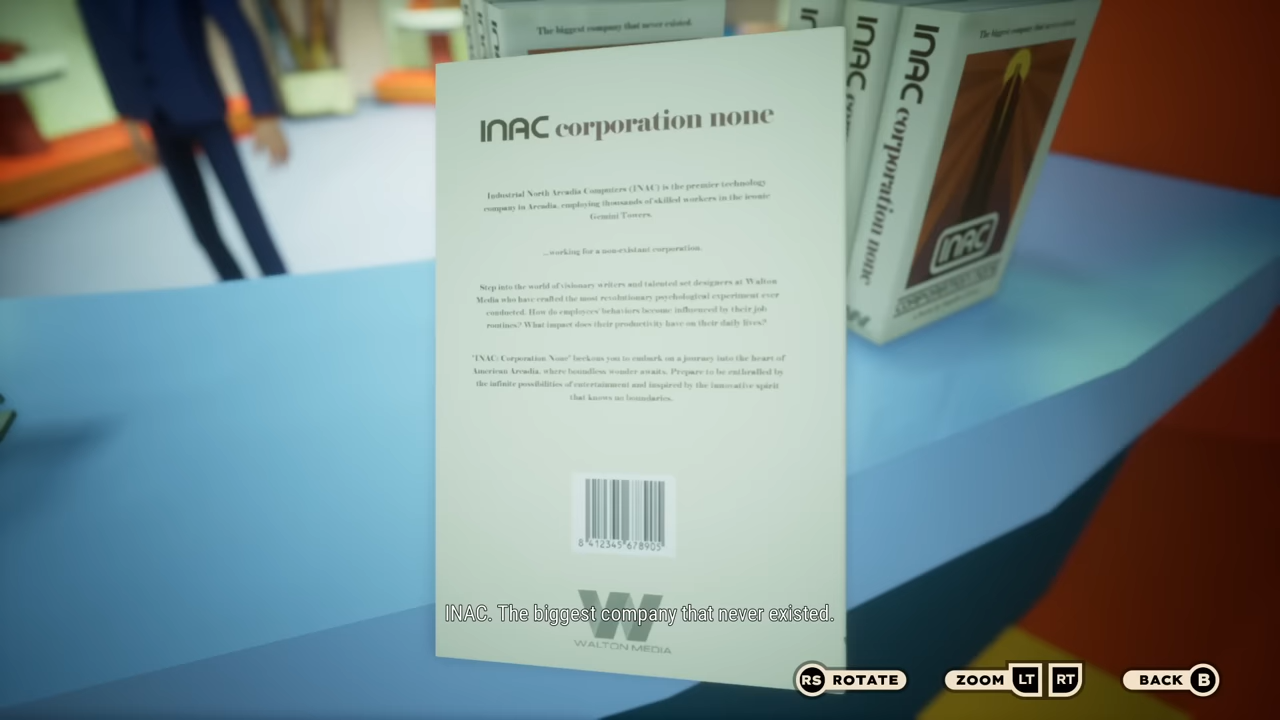 The biggest company that never existed.
INAC corporation none
Industrial North Arcadia Computers (INAC) is the premier technology
company in Arcadia, employing thousands of skilled workers in the iconic
Gemini Towers.
...working for a non-existant corporation.
Step into the world of visionary writers and talented set designers at Walton
Media who have crafted the most revolutionary psychological experiment ever
conducted. How do employees' behaviors become influenced by their job
routines? What impact does their productivity have on their daily lives?
"INAC: Corporation None" beckons you to embark on a journey into the heart of
American Arcadia, where boundless wonder awaits. Prepare to be enthralled by
the infinite possibilities of entertainment and inspired by the innovative spirit
that knows no boundaries.
8 412345 678905
W
WALTON MEDIA
INAC corporation none
INAC
CORPORATION NONE
INAC. The biggest company that never existed.
RS ROTATE
ZOOM LT RT
BACK B